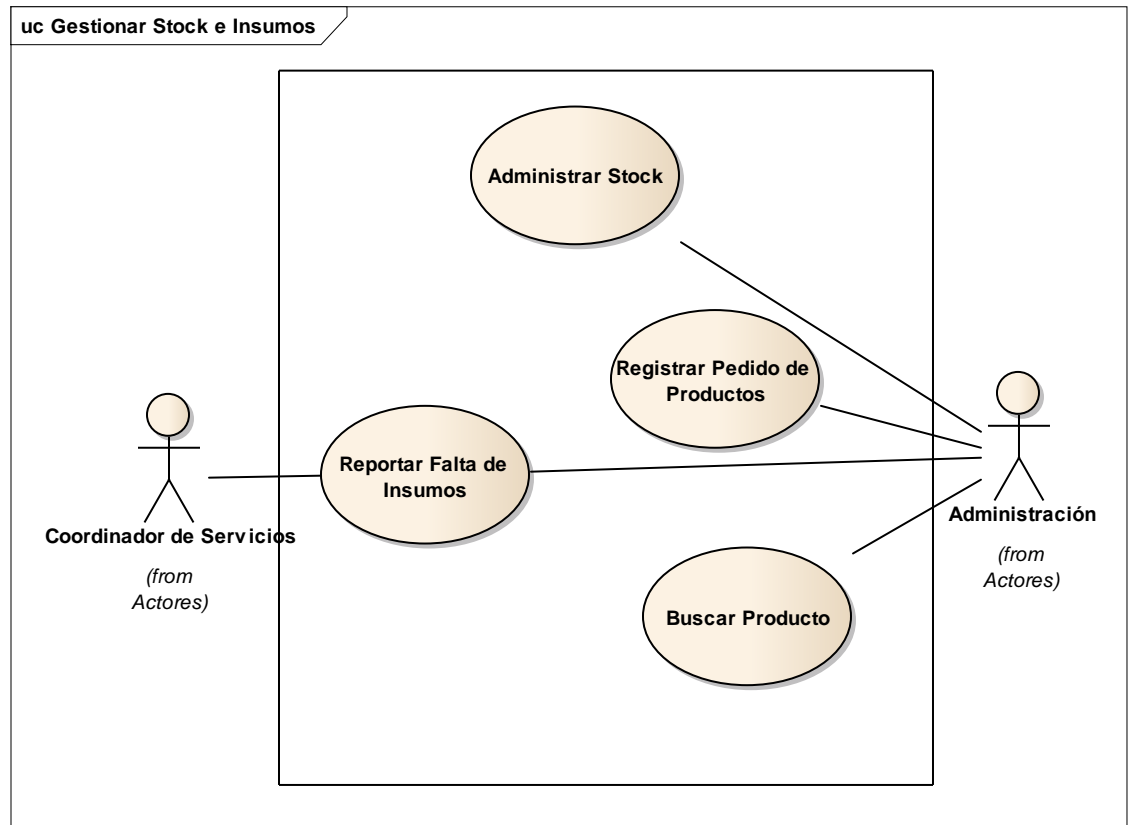 uc Gestionar Stock e Insumos
Administrar Stock
Registrar Pedido de
Productos
Reportar Falta de
Insumos
Buscar Producto
Coordinador de Servicios
(from
Actores)
Administración
(from
Actores)